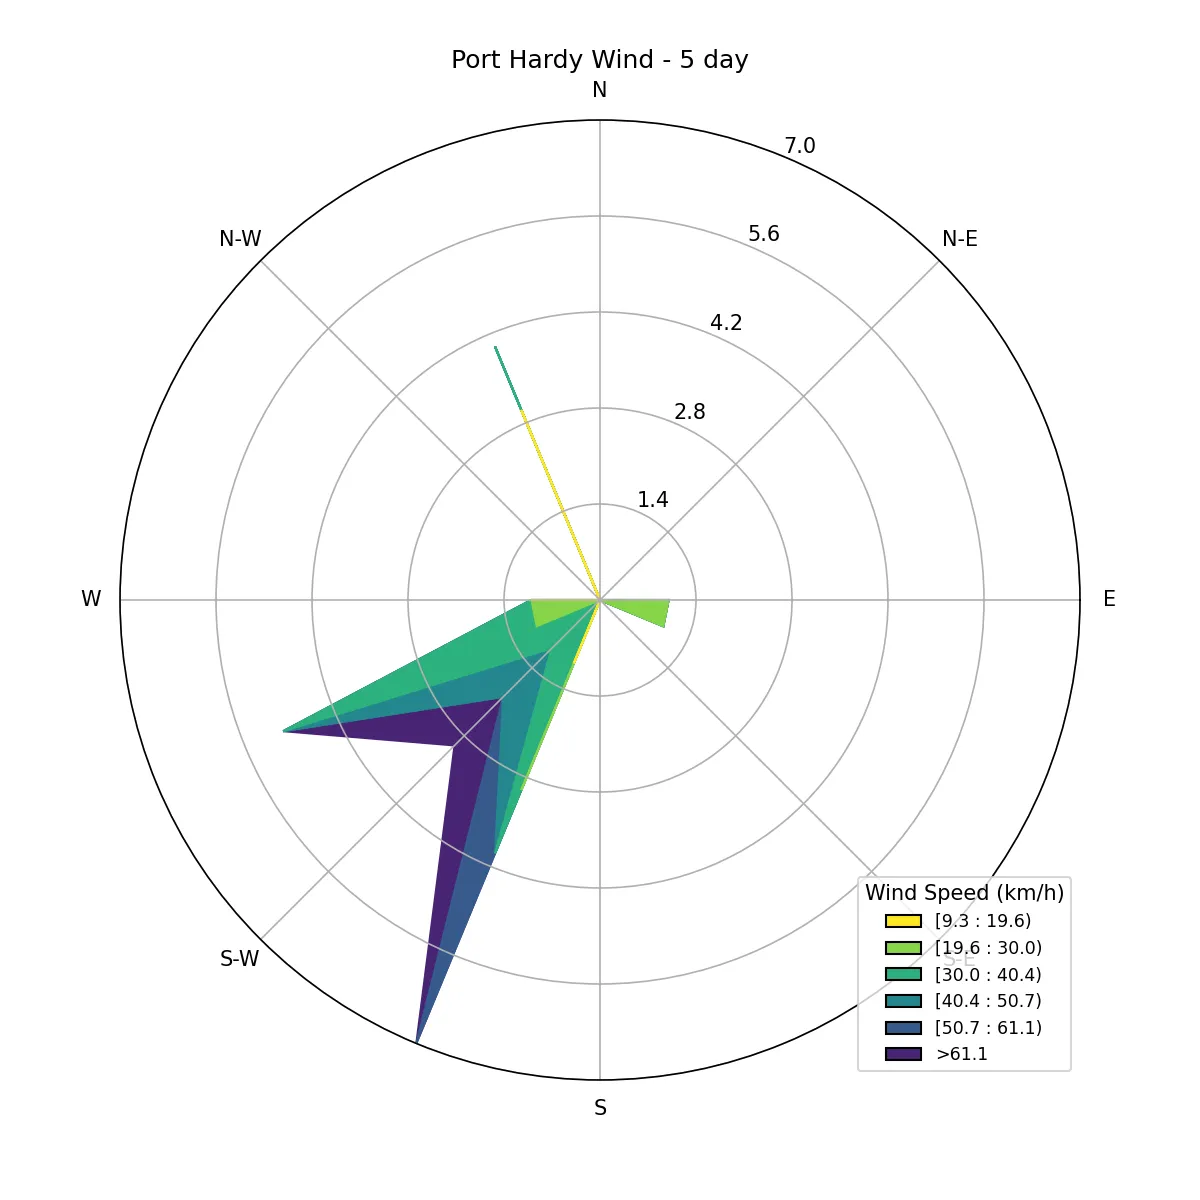 Port Hardy Wind - 5 day
N
7.0
N-W
N-E
5.6
4.2
2.8
1.4
W
E
S-W
S-E
S
Wind Speed (km/h)
[9.3 : 19.6)
[19.6 : 30.0)
[30.0 : 40.4)
[40.4 : 50.7)
[50.7 : 61.1)
>61.1